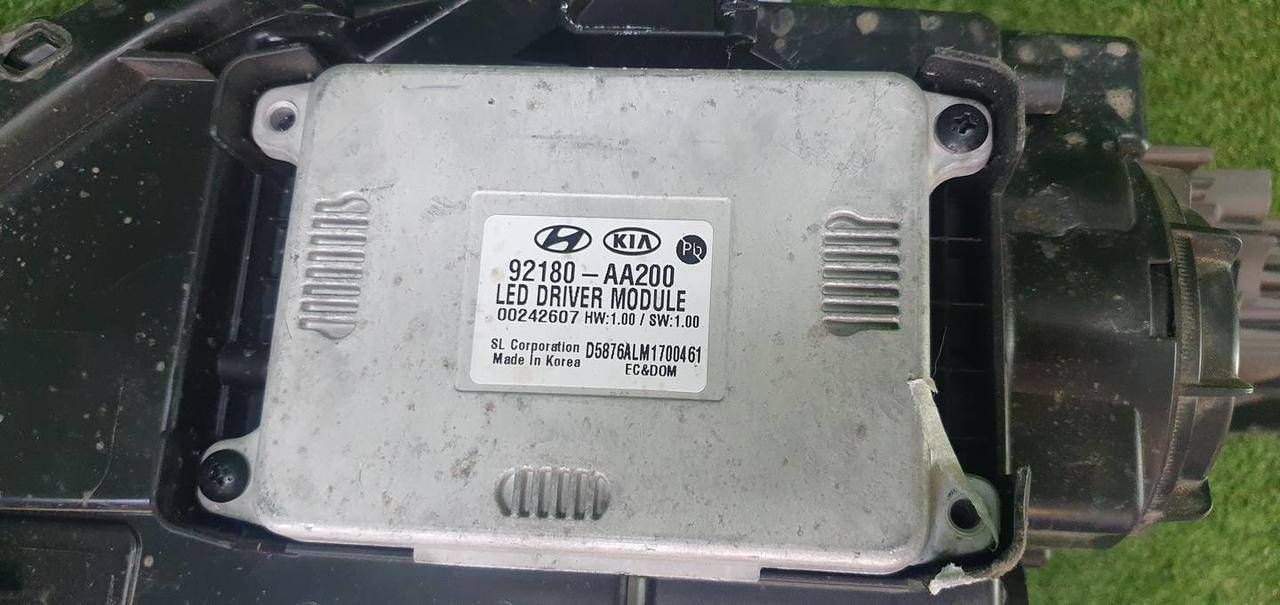 KIA Pb
92180-AA200
LED DRIVER MODULE
00242607 HW:1.00 / SW:1.00
SL Corporation D5876ALM1700461
Made In Korea EC&DOM